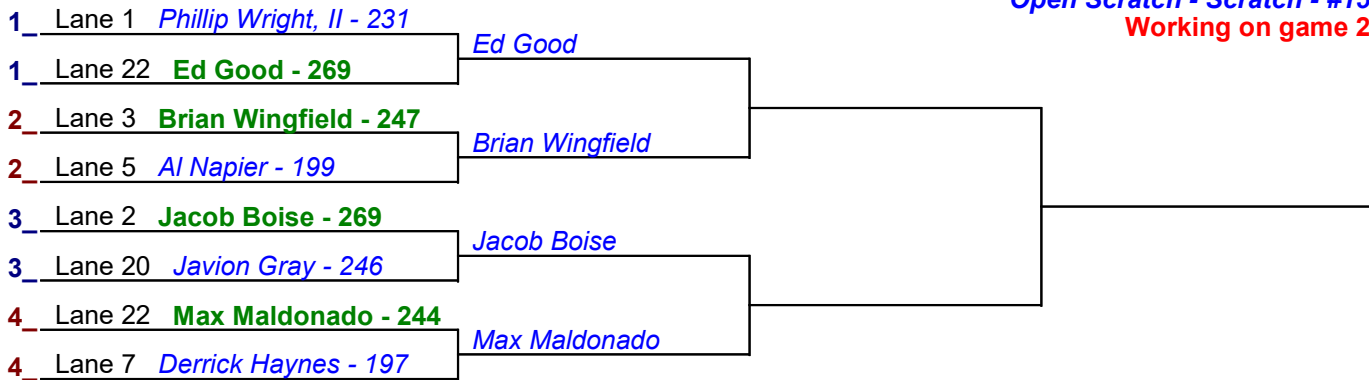 Open Scratch - Scratch - #15
Working on game 2
1_ Lane 1 Phillip Wright, II - 231
Ed Good
1_ Lane 22 Ed Good - 269
2_ Lane 3 Brian Wingfield - 247
Brian Wingfield
2_ Lane 5 Al Napier - 199
3_ Lane 2 Jacob Boise - 269
Jacob Boise
3_ Lane 20 Javion Gray - 246
4_ Lane 22 Max Maldonado - 244
Max Maldonado
4_ Lane 7 Derrick Haynes - 197